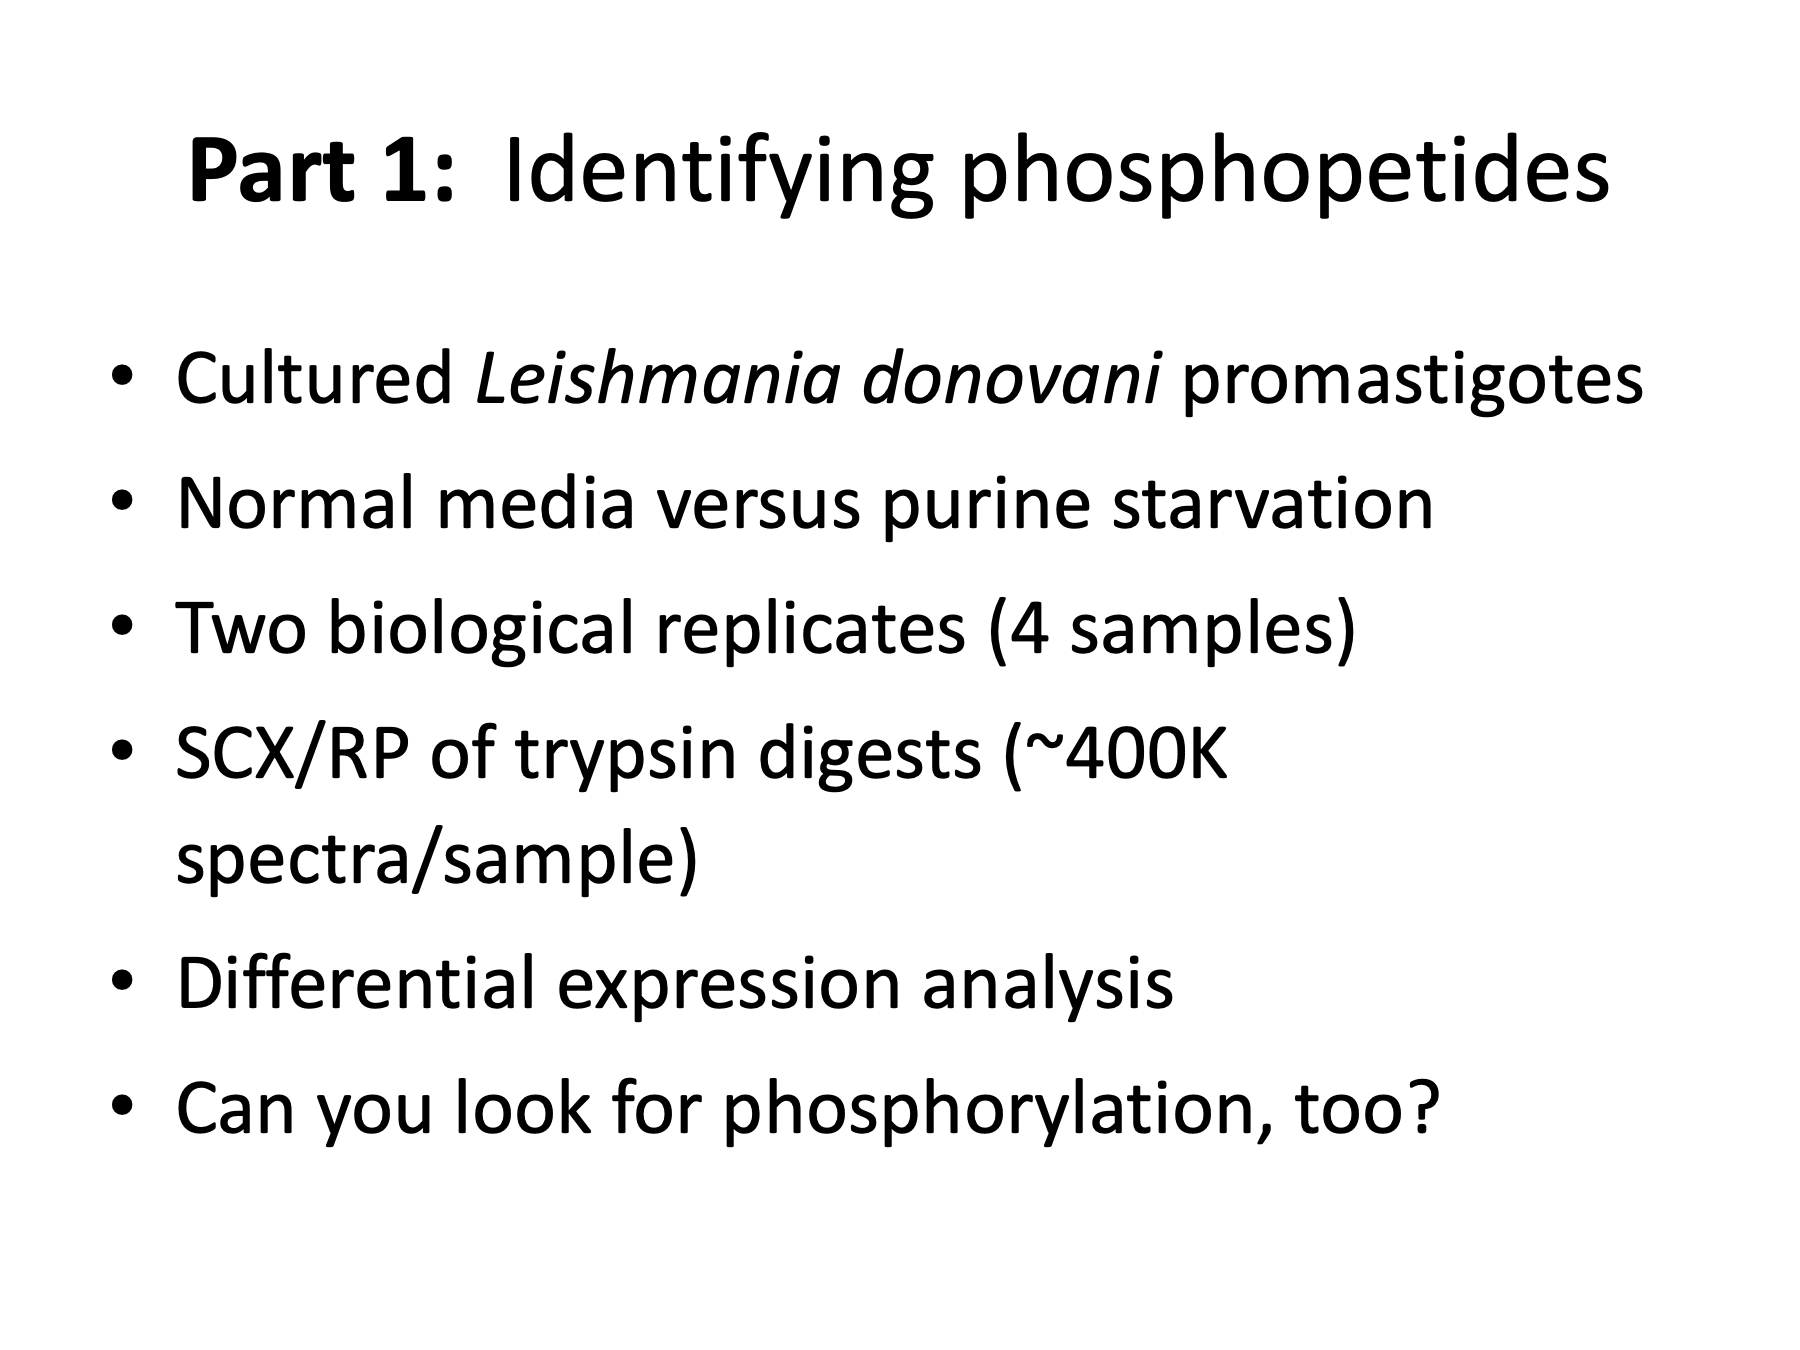 Part 1: Identifying phosphopetides
• Cultured Leishmania donovani promastigotes
• Normal media versus purine starvation
• Two biological replicates (4 samples)
• SCX/RP of trypsin digests (~400K
spectra/sample)
• Differential expression analysis
• Can you look for phosphorylation, too?